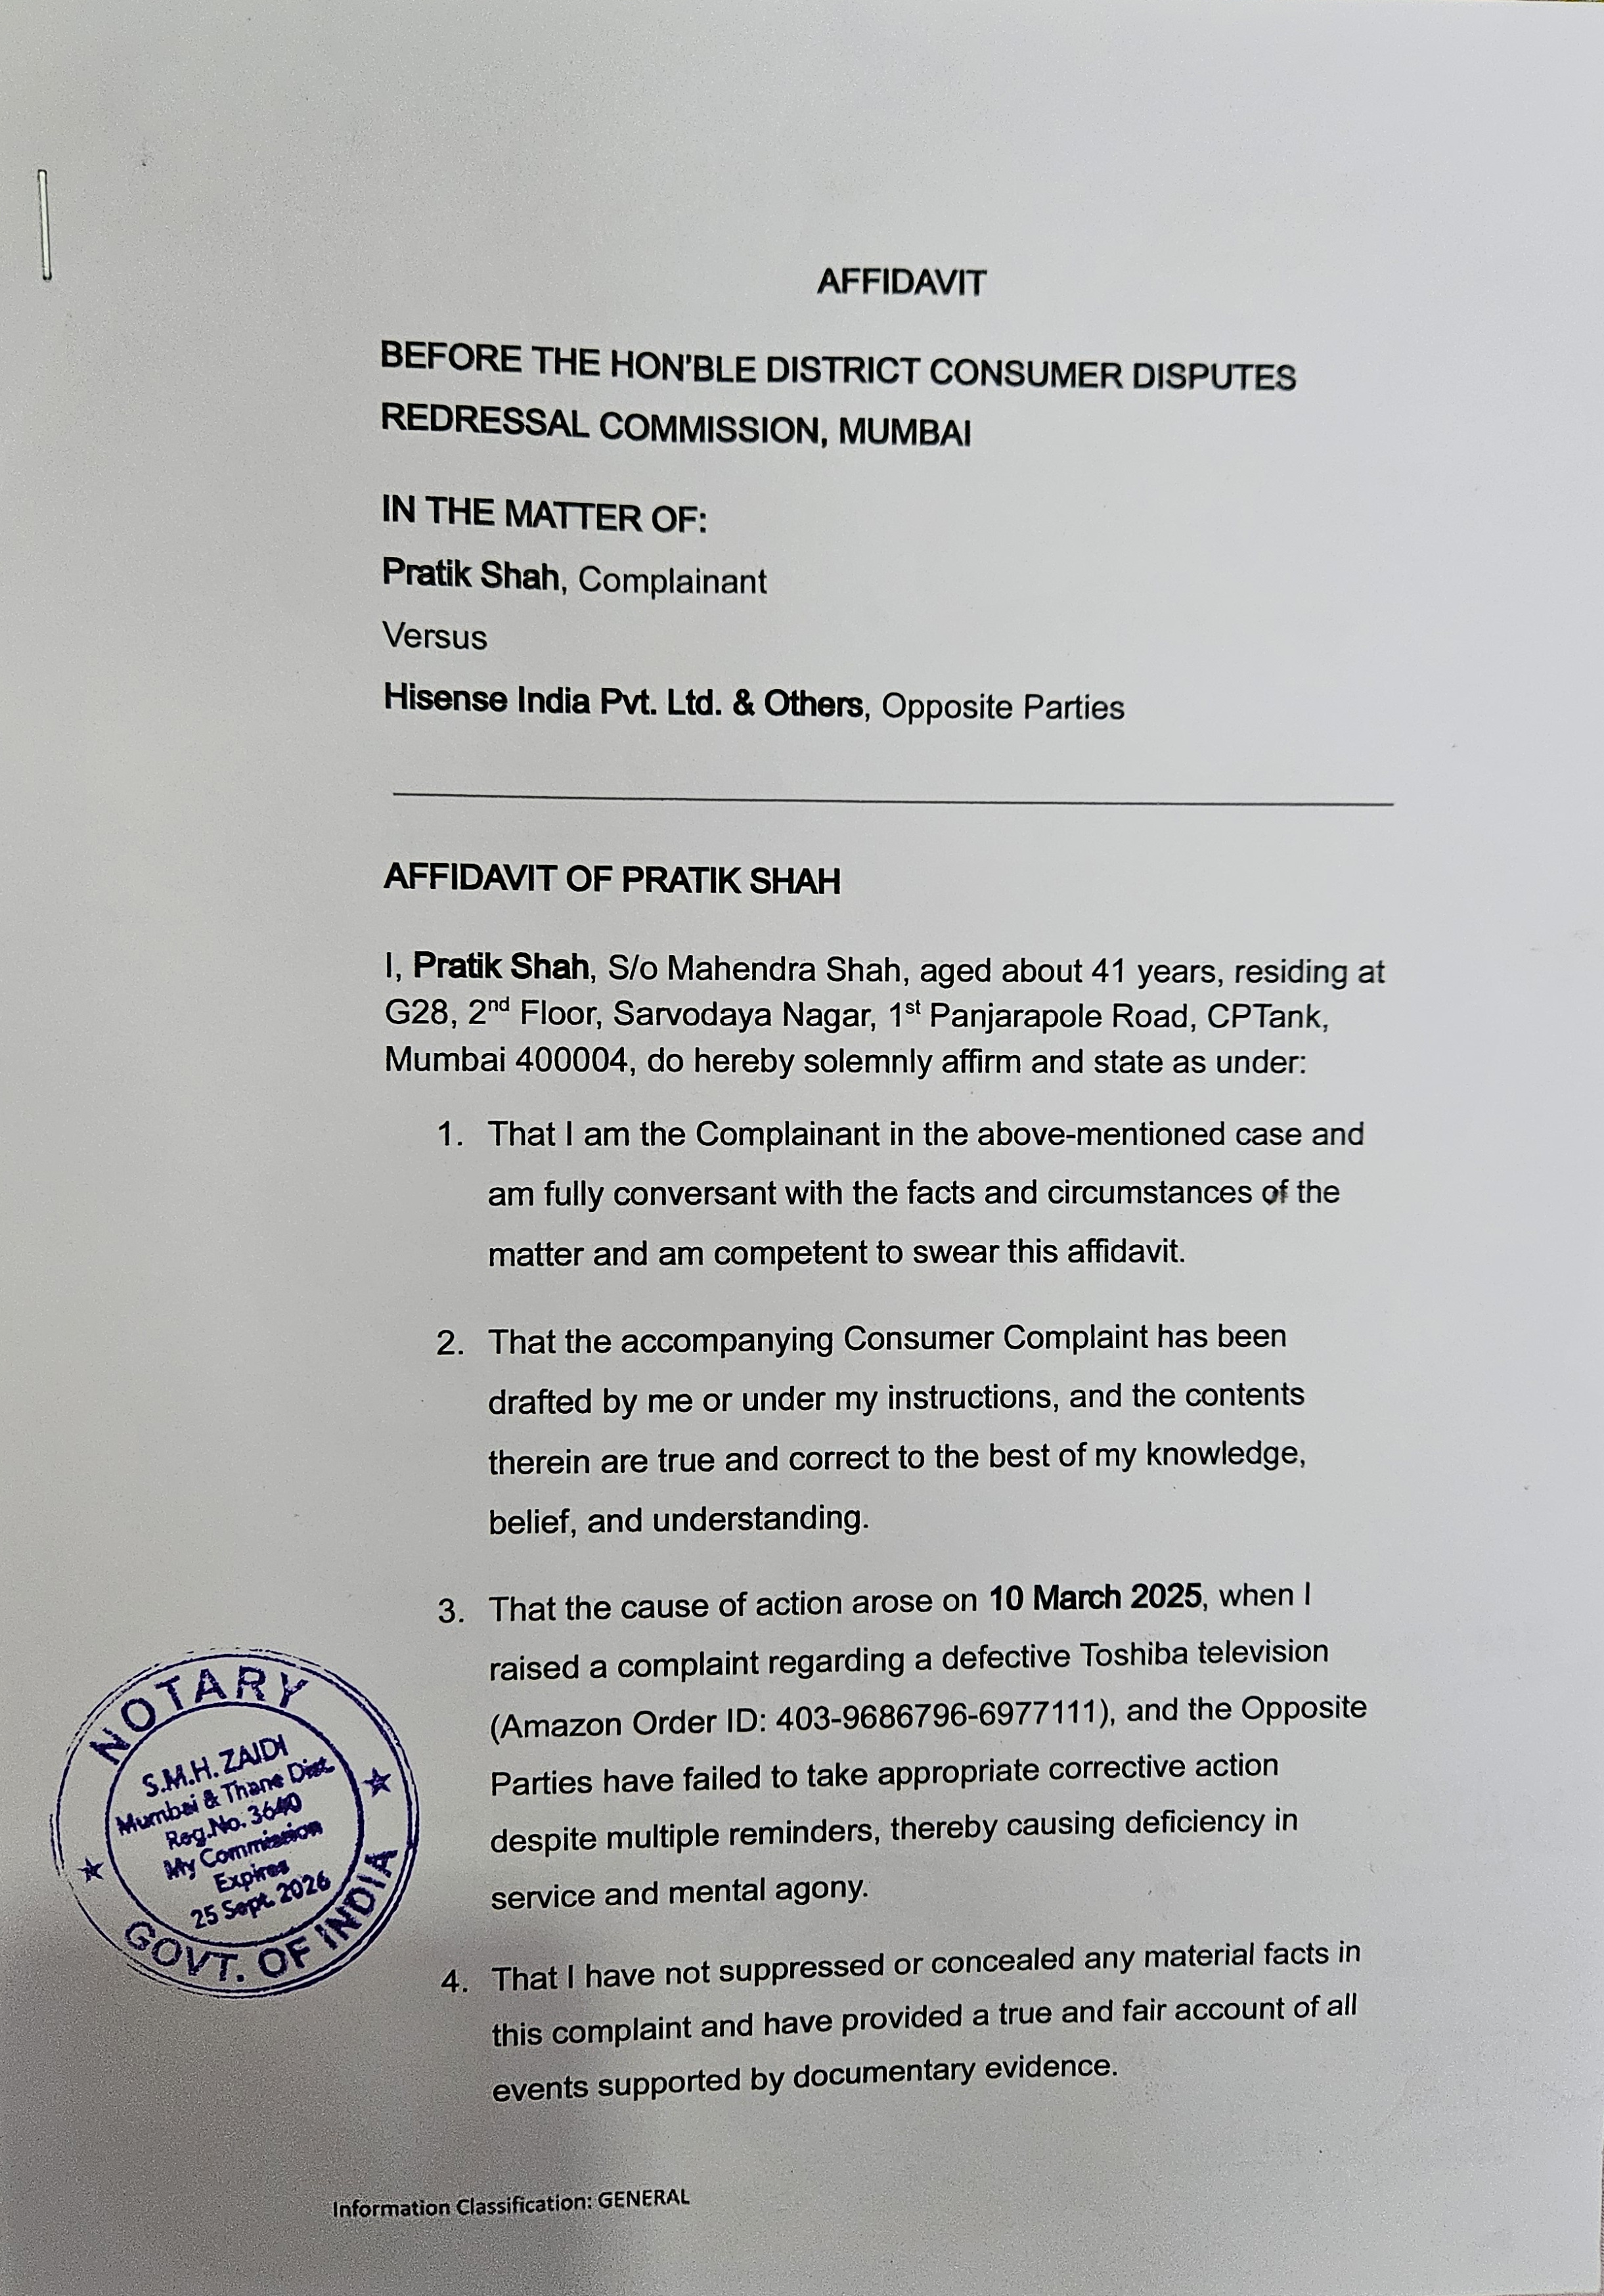 AFFIDAVIT
BEFORE THE HON'BLE DISTRICT CONSUMER DISPUTES
REDRESSAL COMMISSION, MUMBAI
IN THE MATTER OF:
Pratik Shah, Complainant
Versus
Hisense India Pvt. Ltd. & Others, Opposite Parties
AFFIDAVIT OF PRATIK SHAH
I, Pratik Shah, S/o Mahendra Shah, aged about 41 years, residing at
G28, 2nd Floor, Sarvodaya Nagar, 1st Panjarapole Road, CPTank,
Mumbai 400004, do hereby solemnly affirm and state as under:
1. That I am the Complainant in the above-mentioned case and
am fully conversant with the facts and circumstances of the
matter and am competent to swear this affidavit.
2. That the accompanying Consumer Complaint has been
drafted by me or under my instructions, and the contents
therein are true and correct to the best of my knowledge,
belief, and understanding.
3. That the cause of action arose on 10 March 2025, when I
raised a complaint regarding a defective Toshiba television
(Amazon Order ID: 403-9686796-6977111), and the Opposite
Parties have failed to take appropriate corrective action
despite multiple reminders, thereby causing deficiency in
service and mental agony.
4. That I have not suppressed or concealed any material facts in
this complaint and have provided a true and fair account of all
events supported by documentary evidence.
NOTARY
S.M.H. ZAIDI
Mumbai & Thane Dist.
Reg.No. 3640
My Commission
Expires
25 Sept. 2026
GOVT. OF INDIA
Information Classification: GENERAL